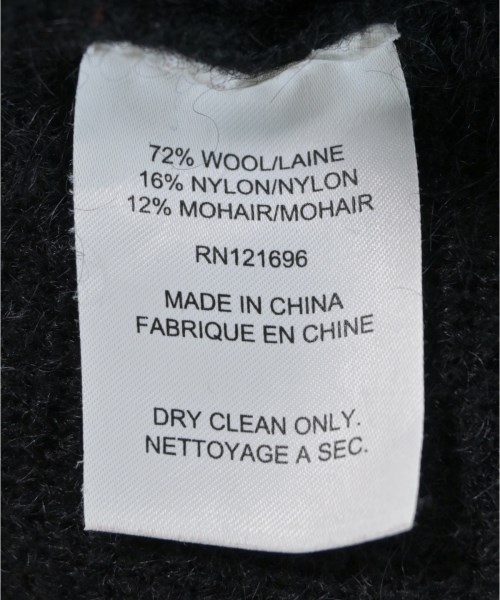 72% WOOL/LAINE
16% NYLON/NYLON
12% MOHAIR/MOHAIR
RN121696
MADE IN CHINA
FABRIQUE EN CHINE
DRY CLEAN ONLY.
NETTOYAGE A SEC.